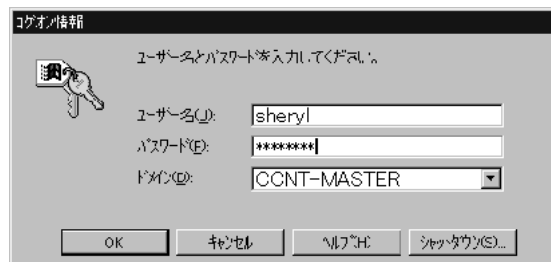 ログオン情報
ユーザー名とパスワードを入力してください。
ユーザー名(U): sheryl
パスワード(P): ********
ドメイン(D): CCNT-MASTER
OK キャンセル ヘルプ(H) シャットダウン(S)...